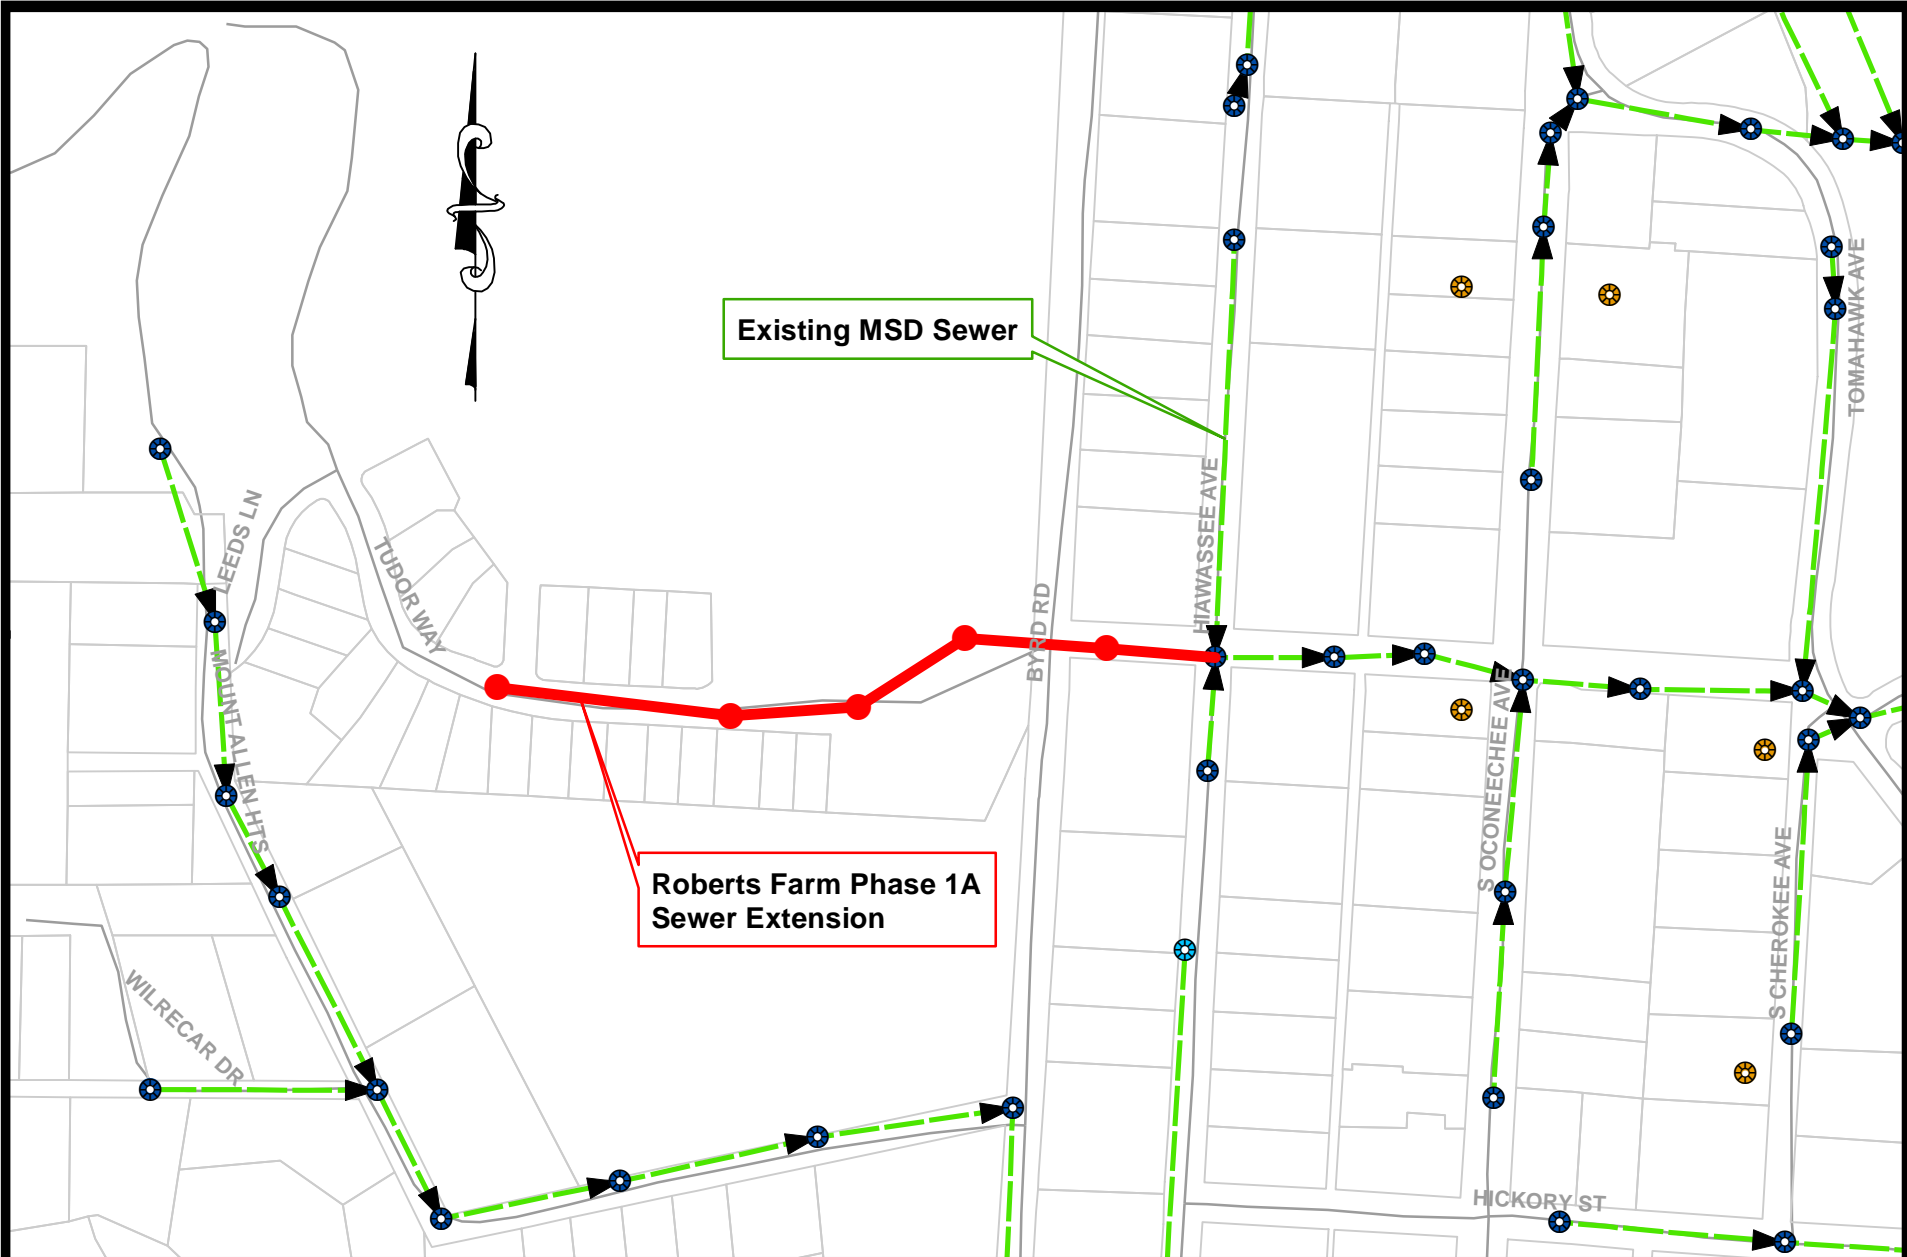 Existing MSD Sewer
TOMAHAWK AVE
HIAWASSEE AVE
LEEDS LN
TUDOR WAY
BYRD RD
MOUNT ALLEN HTS
S OCONEECHEE AVE
Roberts Farm Phase 1A
Sewer Extension
S CHEROKEE AVE
WILRECAR DR
HICKORY ST